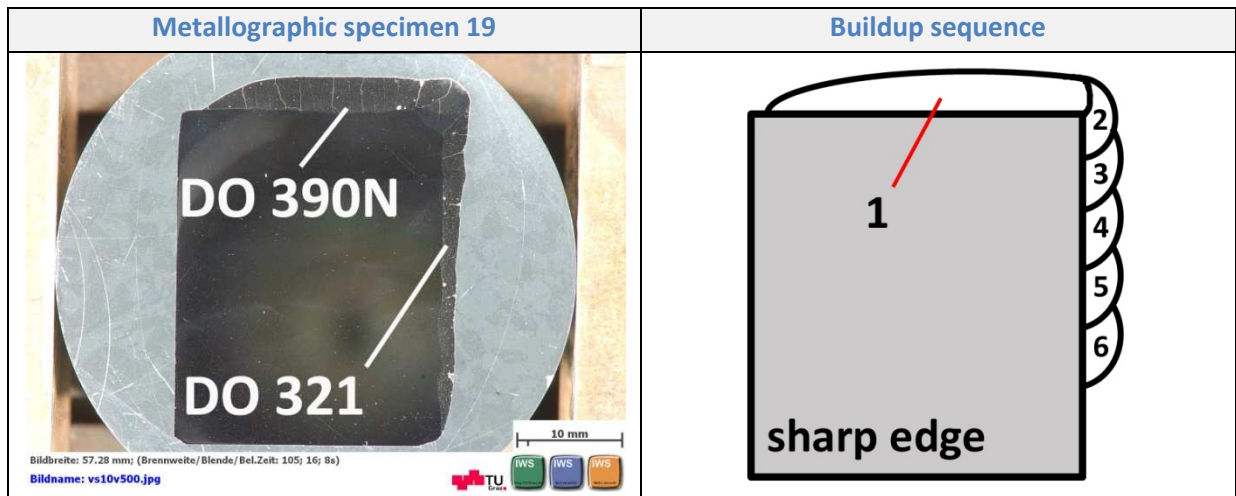 Metallographic specimen 19
Buildup sequence
DO 390N
DO 321
10 mm
Bildbreite: 57.28 mm; (Brennweite/Blende/Bel.Zeit: 105; 16; 8s)
Bildname: vs10v500.jpg
TU
Graz
IWS
IWS
IWS
1
2
3
4
5
6
sharp edge